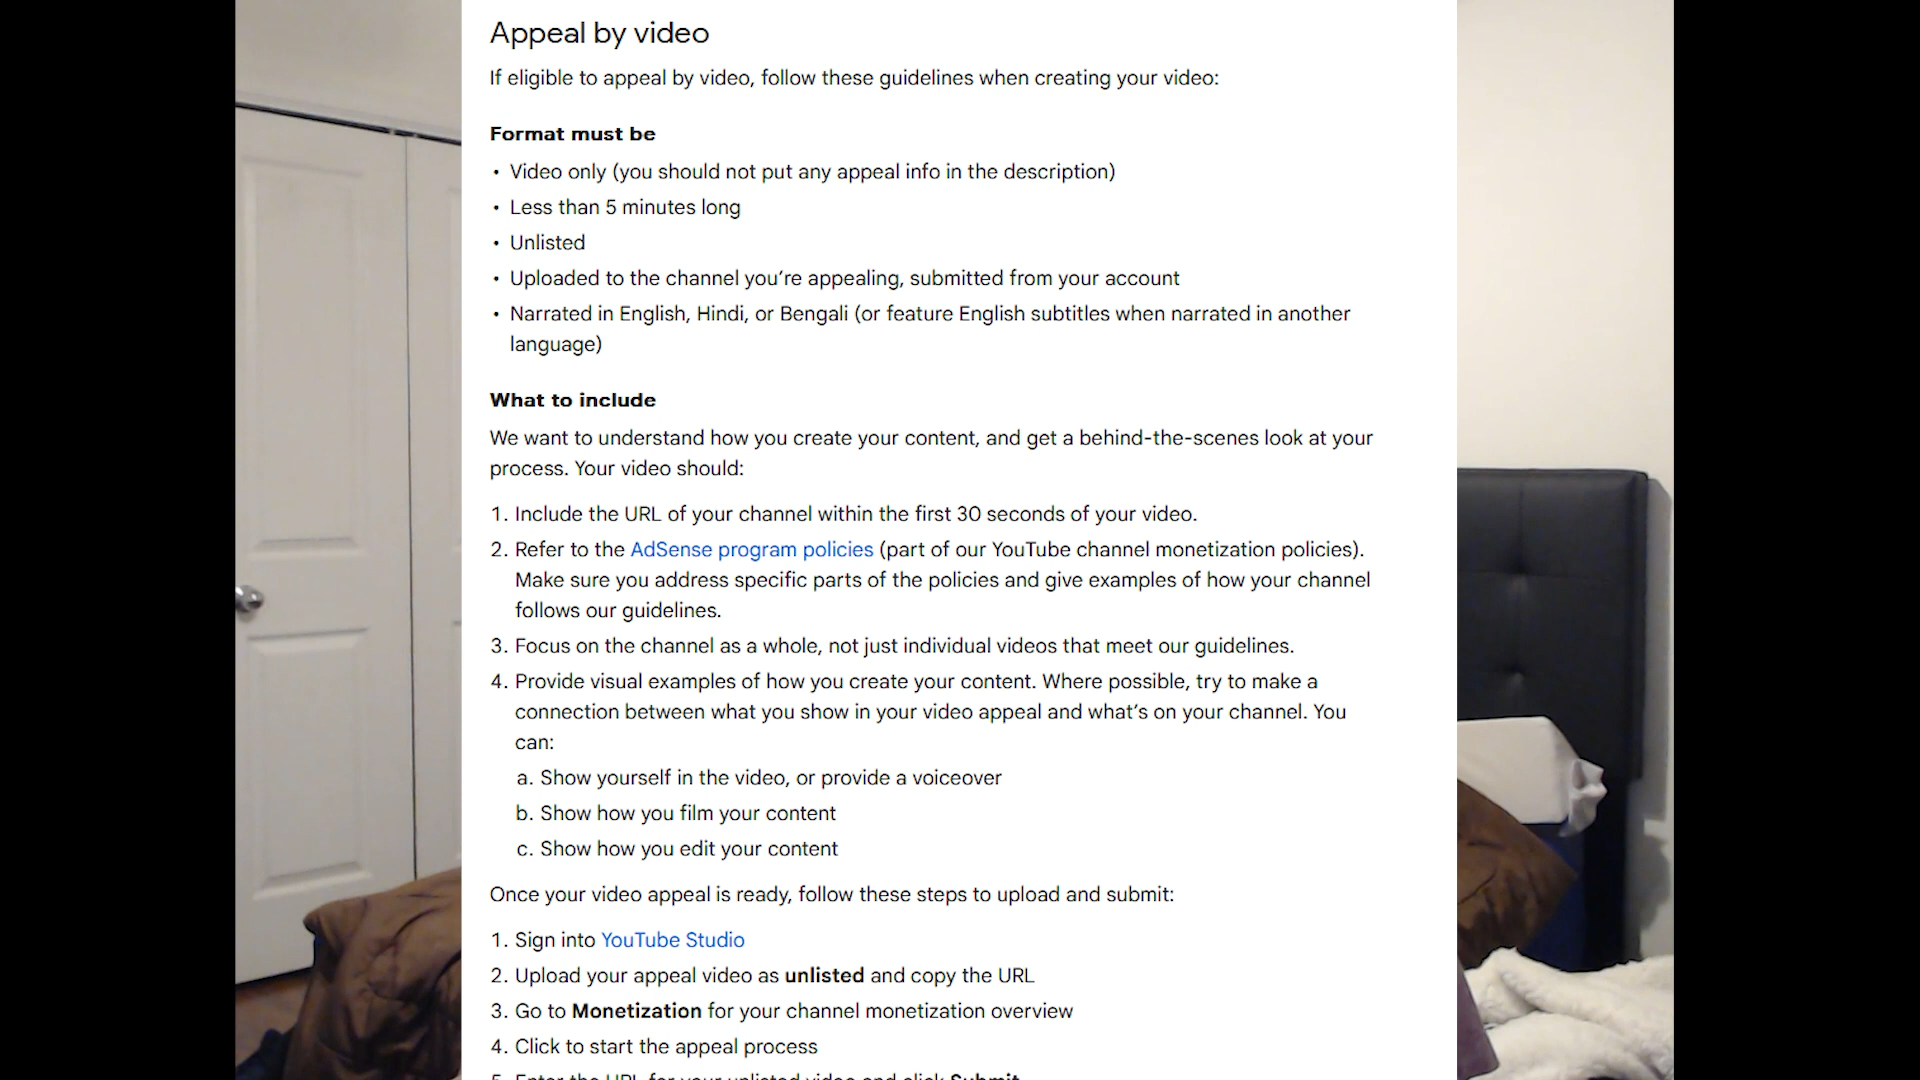 Appeal by video
If eligible to appeal by video, follow these guidelines when creating your video:
Format must be
• Video only (you should not put any appeal info in the description)
• Less than 5 minutes long
• Unlisted
• Uploaded to the channel you’re appealing, submitted from your account
• Narrated in English, Hindi, or Bengali (or feature English subtitles when narrated in another
language)
What to include
We want to understand how you create your content, and get a behind-the-scenes look at your
process. Your video should:
1. Include the URL of your channel within the first 30 seconds of your video.
2. Refer to the AdSense program policies (part of our YouTube channel monetization policies).
Make sure you address specific parts of the policies and give examples of how your channel
follows our guidelines.
3. Focus on the channel as a whole, not just individual videos that meet our guidelines.
4. Provide visual examples of how you create your content. Where possible, try to make a
connection between what you show in your video appeal and what’s on your channel. You
can:
a. Show yourself in the video, or provide a voiceover
b. Show how you film your content
c. Show how you edit your content
Once your video appeal is ready, follow these steps to upload and submit:
1. Sign into YouTube Studio
2. Upload your appeal video as unlisted and copy the URL
3. Go to Monetization for your channel monetization overview
4. Click to start the appeal process
5. Enter the URL for your unlisted video and click Submit